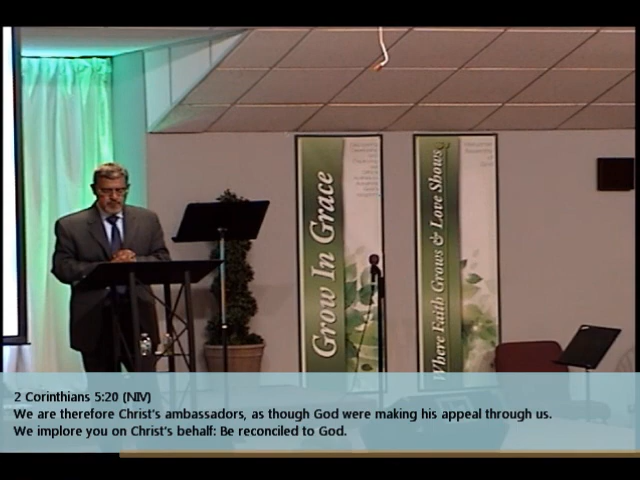 Grow In Grace
Where Faith Grows & Love Shows
2 Corinthians 5:20 (NIV)
We are therefore Christ's ambassadors, as though God were making his appeal through us.
We implore you on Christ's behalf: Be reconciled to God.